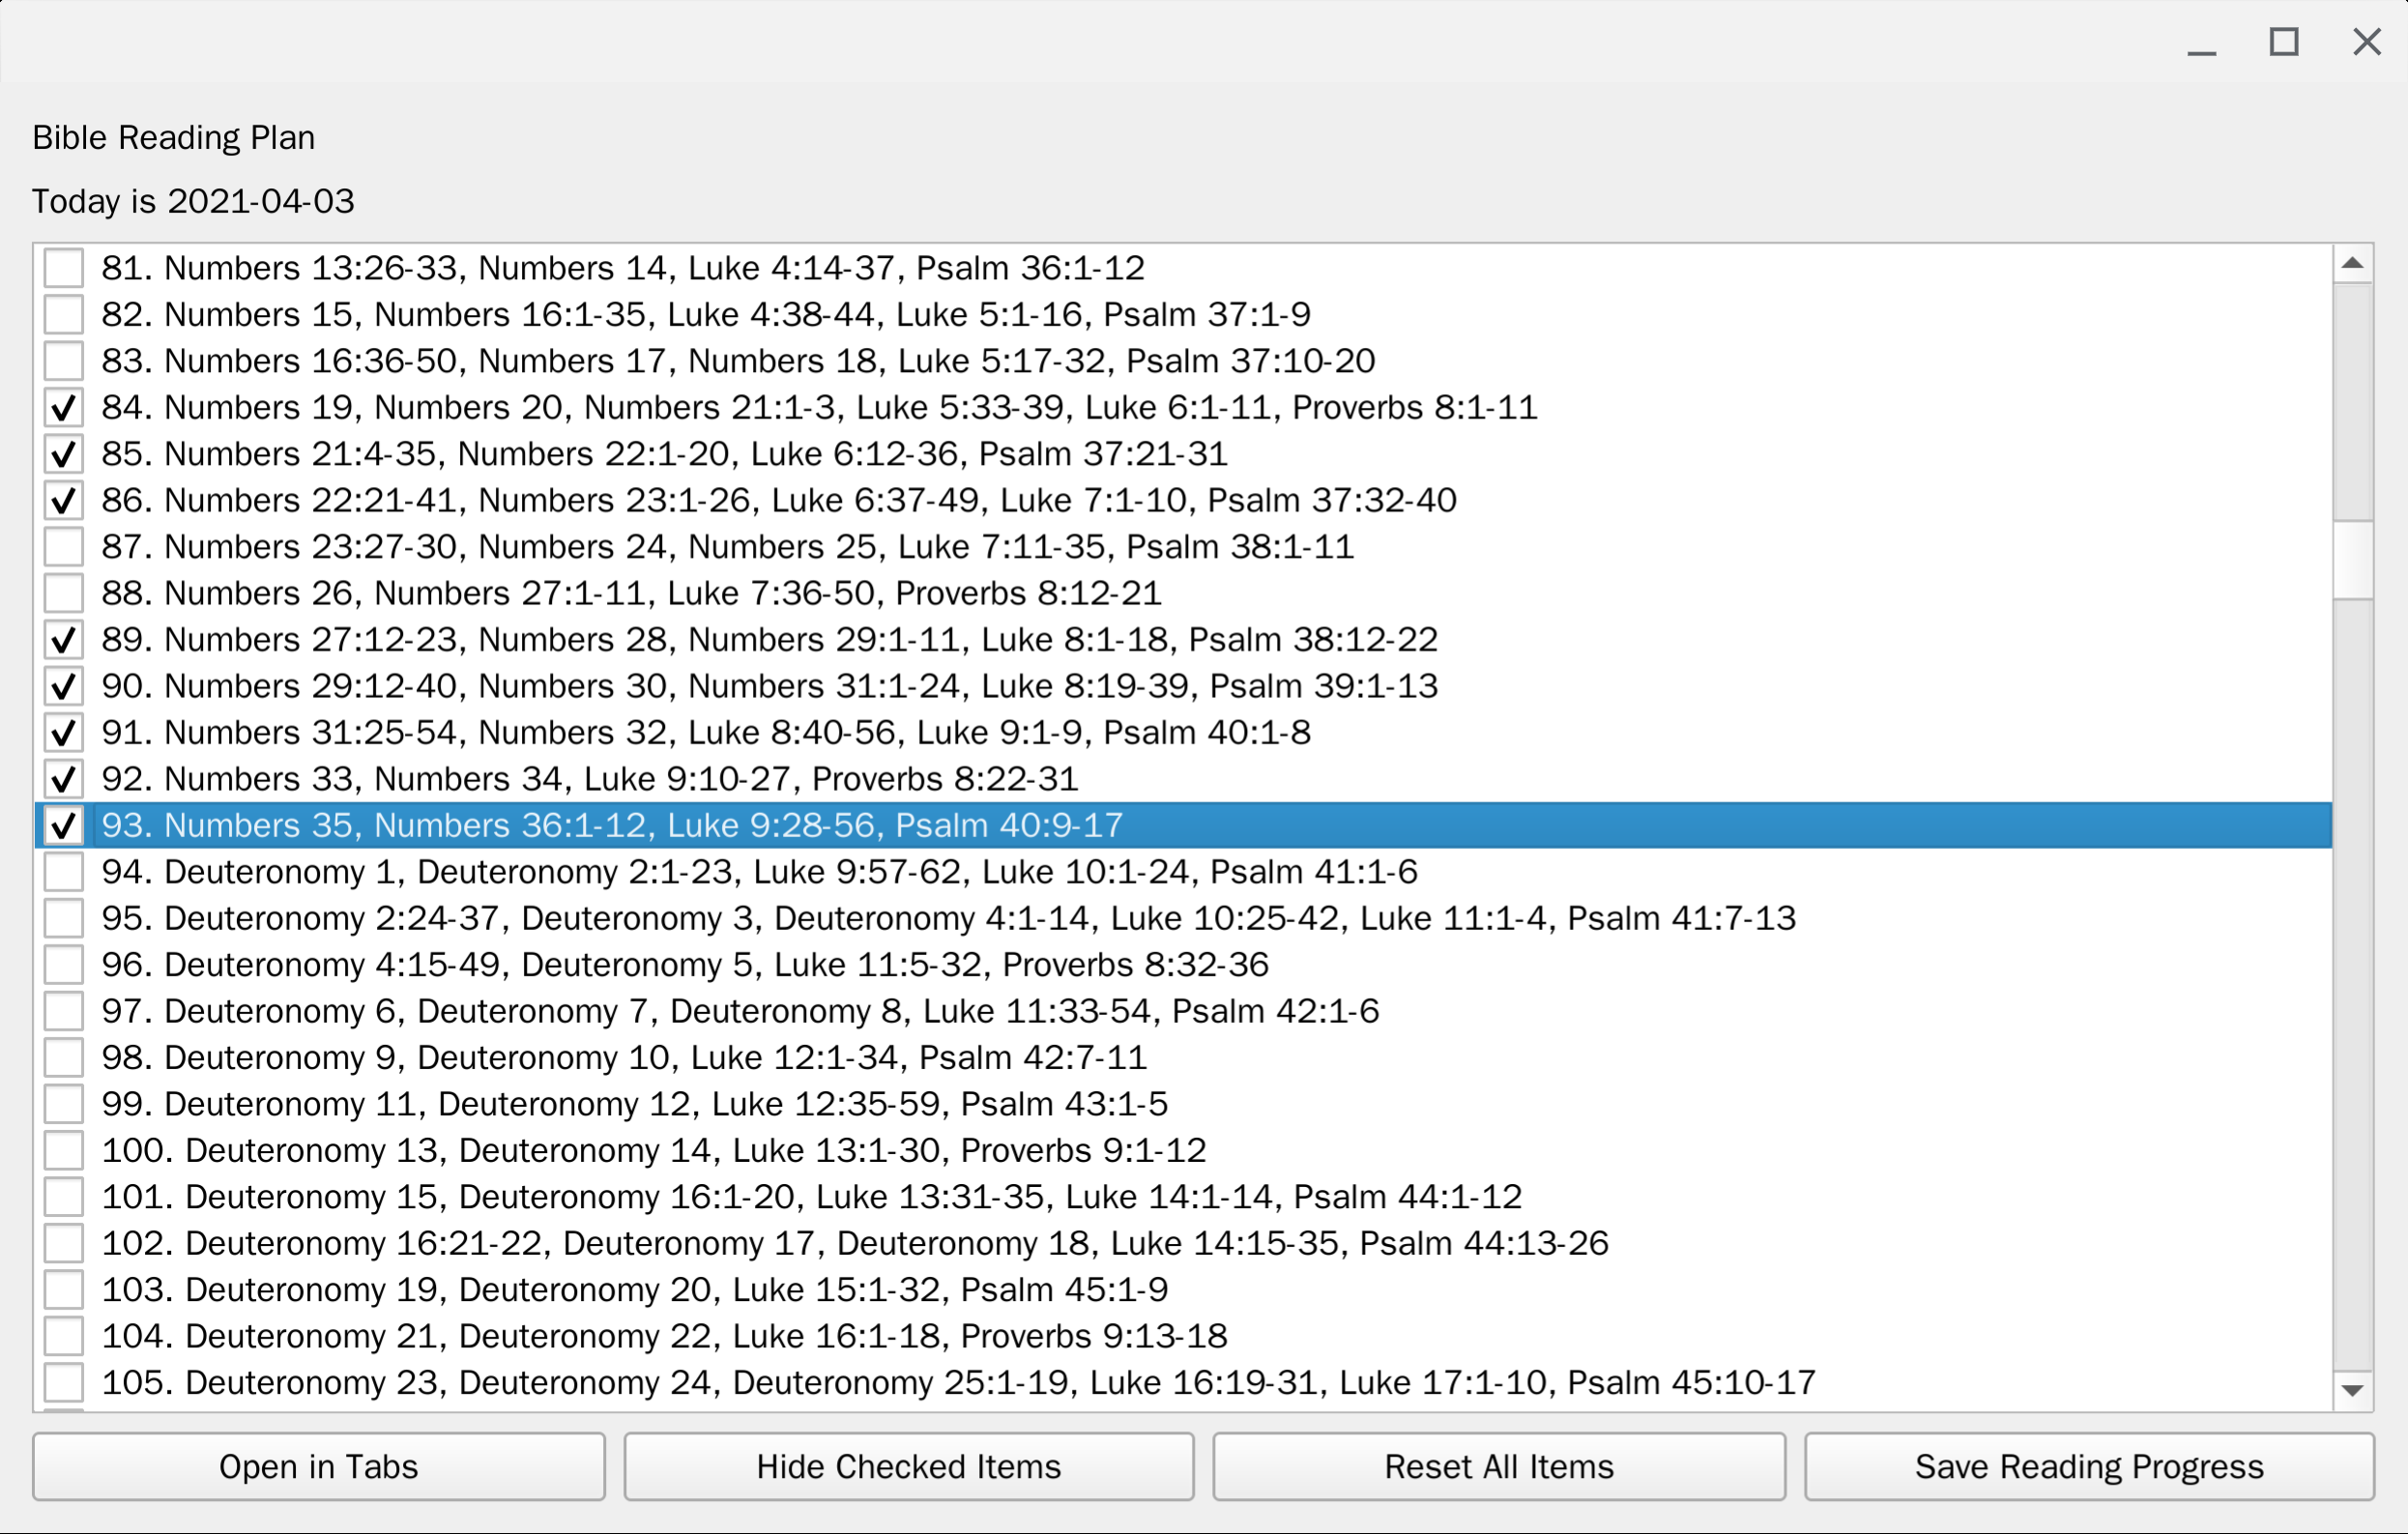 Bible Reading Plan
Today is 2021-04-03
81. Numbers 13:26-33, Numbers 14, Luke 4:14-37, Psalm 36:1-12
82. Numbers 15, Numbers 16:1-35, Luke 4:38-44, Luke 5:1-16, Psalm 37:1-9
83. Numbers 16:36-50, Numbers 17, Numbers 18, Luke 5:17-32, Psalm 37:10-20
84. Numbers 19, Numbers 20, Numbers 21:1-3, Luke 5:33-39, Luke 6:1-11, Proverbs 8:1-11
85. Numbers 21:4-35, Numbers 22:1-20, Luke 6:12-36, Psalm 37:21-31
86. Numbers 22:21-41, Numbers 23:1-26, Luke 6:37-49, Luke 7:1-10, Psalm 37:32-40
87. Numbers 23:27-30, Numbers 24, Numbers 25, Luke 7:11-35, Psalm 38:1-11
88. Numbers 26, Numbers 27:1-11, Luke 7:36-50, Proverbs 8:12-21
89. Numbers 27:12-23, Numbers 28, Numbers 29:1-11, Luke 8:1-18, Psalm 38:12-22
90. Numbers 29:12-40, Numbers 30, Numbers 31:1-24, Luke 8:19-39, Psalm 39:1-13
91. Numbers 31:25-54, Numbers 32, Luke 8:40-56, Luke 9:1-9, Psalm 40:1-8
92. Numbers 33, Numbers 34, Luke 9:10-27, Proverbs 8:22-31
93. Numbers 35, Numbers 36:1-12, Luke 9:28-56, Psalm 40:9-17
94. Deuteronomy 1, Deuteronomy 2:1-23, Luke 9:57-62, Luke 10:1-24, Psalm 41:1-6
95. Deuteronomy 2:24-37, Deuteronomy 3, Deuteronomy 4:1-14, Luke 10:25-42, Luke 11:1-4, Psalm 41:7-13
96. Deuteronomy 4:15-49, Deuteronomy 5, Luke 11:5-32, Proverbs 8:32-36
97. Deuteronomy 6, Deuteronomy 7, Deuteronomy 8, Luke 11:33-54, Psalm 42:1-6
98. Deuteronomy 9, Deuteronomy 10, Luke 12:1-34, Psalm 42:7-11
99. Deuteronomy 11, Deuteronomy 12, Luke 12:35-59, Psalm 43:1-5
100. Deuteronomy 13, Deuteronomy 14, Luke 13:1-30, Proverbs 9:1-12
101. Deuteronomy 15, Deuteronomy 16:1-20, Luke 13:31-35, Luke 14:1-14, Psalm 44:1-12
102. Deuteronomy 16:21-22, Deuteronomy 17, Deuteronomy 18, Luke 14:15-35, Psalm 44:13-26
103. Deuteronomy 19, Deuteronomy 20, Luke 15:1-32, Psalm 45:1-9
104. Deuteronomy 21, Deuteronomy 22, Luke 16:1-18, Proverbs 9:13-18
105. Deuteronomy 23, Deuteronomy 24, Deuteronomy 25:1-19, Luke 16:19-31, Luke 17:1-10, Psalm 45:10-17
Open in Tabs
Hide Checked Items
Reset All Items
Save Reading Progress